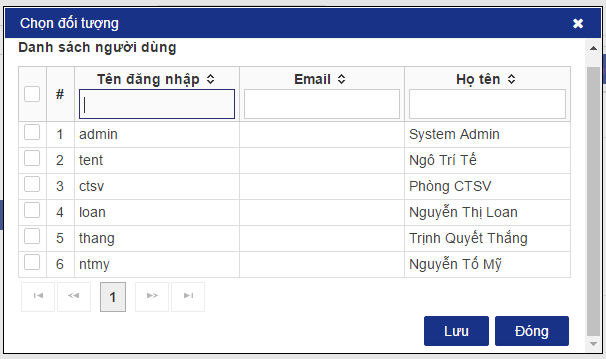 Chọn đối tượng
Danh sách người dùng
# Tên đăng nhập Email Họ tên
1 admin System Admin
2 tent Ngô Trí Tế
3 ctsv Phòng CTSV
4 loan Nguyễn Thị Loan
5 thang Trịnh Quyết Thắng
6 ntmy Nguyễn Tố Mỹ
1
Lưu Đóng